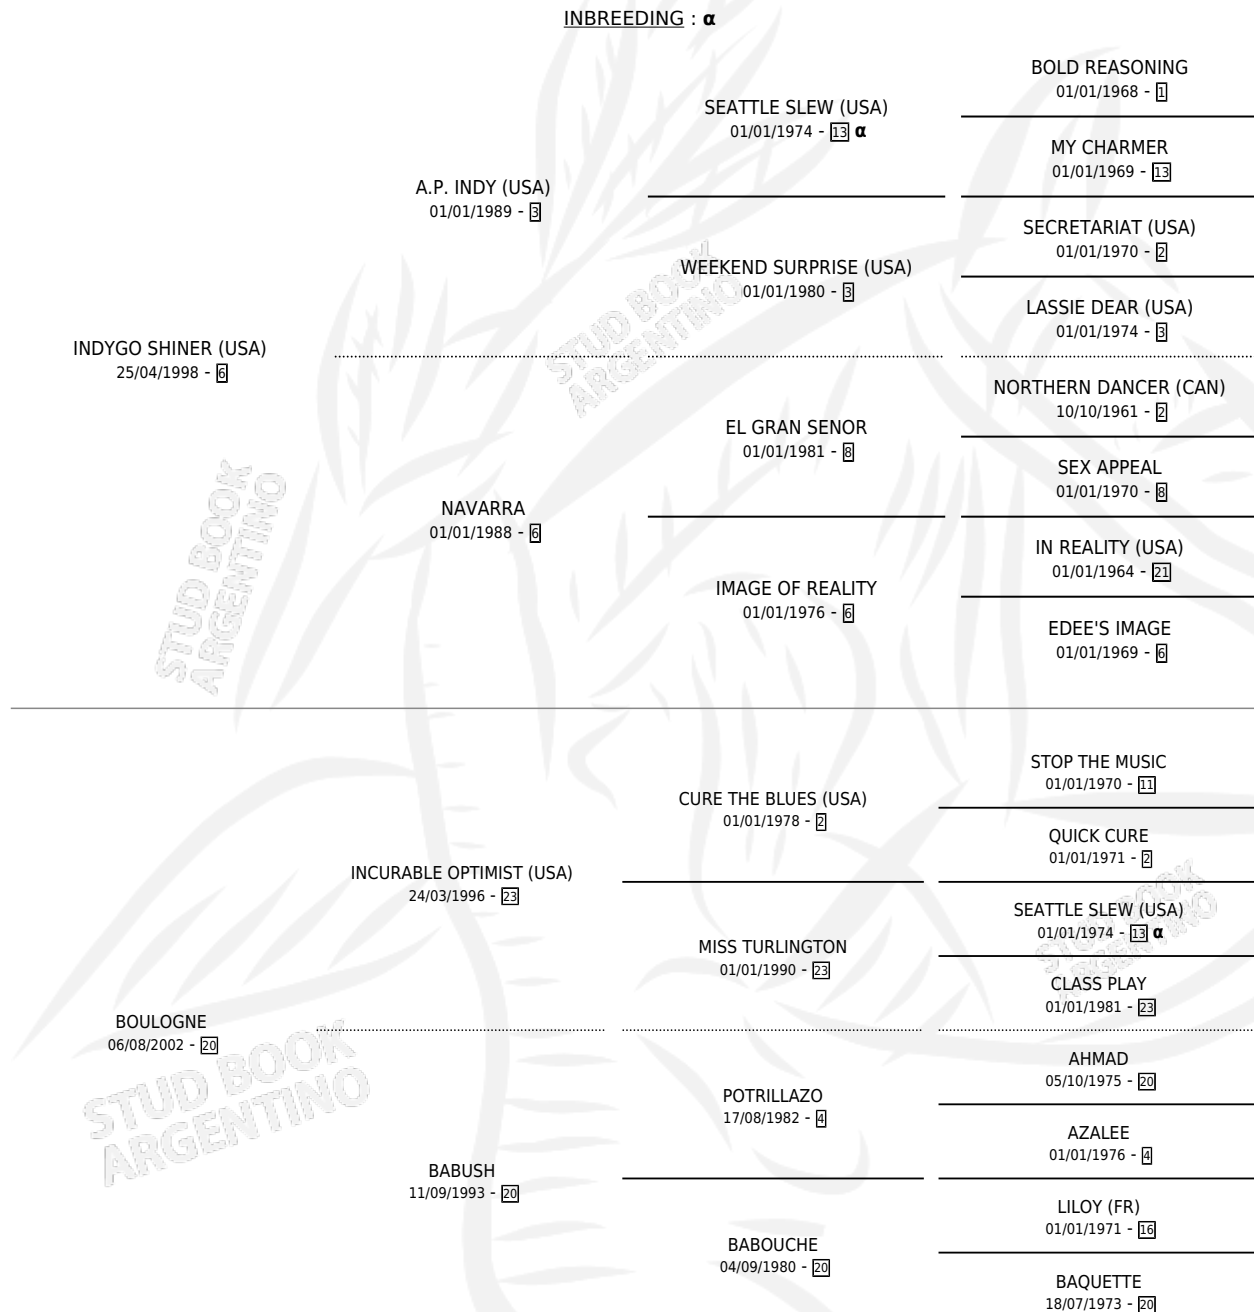 INBREEDING : α
BOLD REASONING
01/01/1968 - 1
SEATTLE SLEW (USA)
01/01/1974 - 13 α
MY CHARMER
01/01/1969 - 13
A.P. INDY (USA)
01/01/1989 - 3
SECRETARIAT (USA)
01/01/1970 - 2
WEEKEND SURPRISE (USA)
01/01/1980 - 3
LASSIE DEAR (USA)
01/01/1974 - 3
INDYGO SHINER (USA)
25/04/1998 - 6
NORTHERN DANCER (CAN)
10/10/1961 - 2
EL GRAN SENOR
01/01/1981 - 8
SEX APPEAL
01/01/1970 - 8
NAVARRA
01/01/1988 - 6
IN REALITY (USA)
01/01/1964 - 21
IMAGE OF REALITY
01/01/1976 - 6
EDEE'S IMAGE
01/01/1969 - 6
STOP THE MUSIC
01/01/1970 - 11
CURE THE BLUES (USA)
01/01/1978 - 2
QUICK CURE
01/01/1971 - 2
INCURABLE OPTIMIST (USA)
24/03/1996 - 23
SEATTLE SLEW (USA)
01/01/1974 - 13 α
MISS TURLINGTON
01/01/1990 - 23
CLASS PLAY
01/01/1981 - 23
BOULOGNE
06/08/2002 - 20
AHMAD
05/10/1975 - 20
POTRILLAZO
17/08/1982 - 4
AZALEE
01/01/1976 - 4
BABUSH
11/09/1993 - 20
LILOY (FR)
01/01/1971 - 16
BABOUCHE
04/09/1980 - 20
BAQUETTE
18/07/1973 - 20
STUD BOOK
ARGENTINO
STUD BOOK
ARGENTINO
STUD BOOK
ARGENTINO
STUD BOOK
ARGENTINO